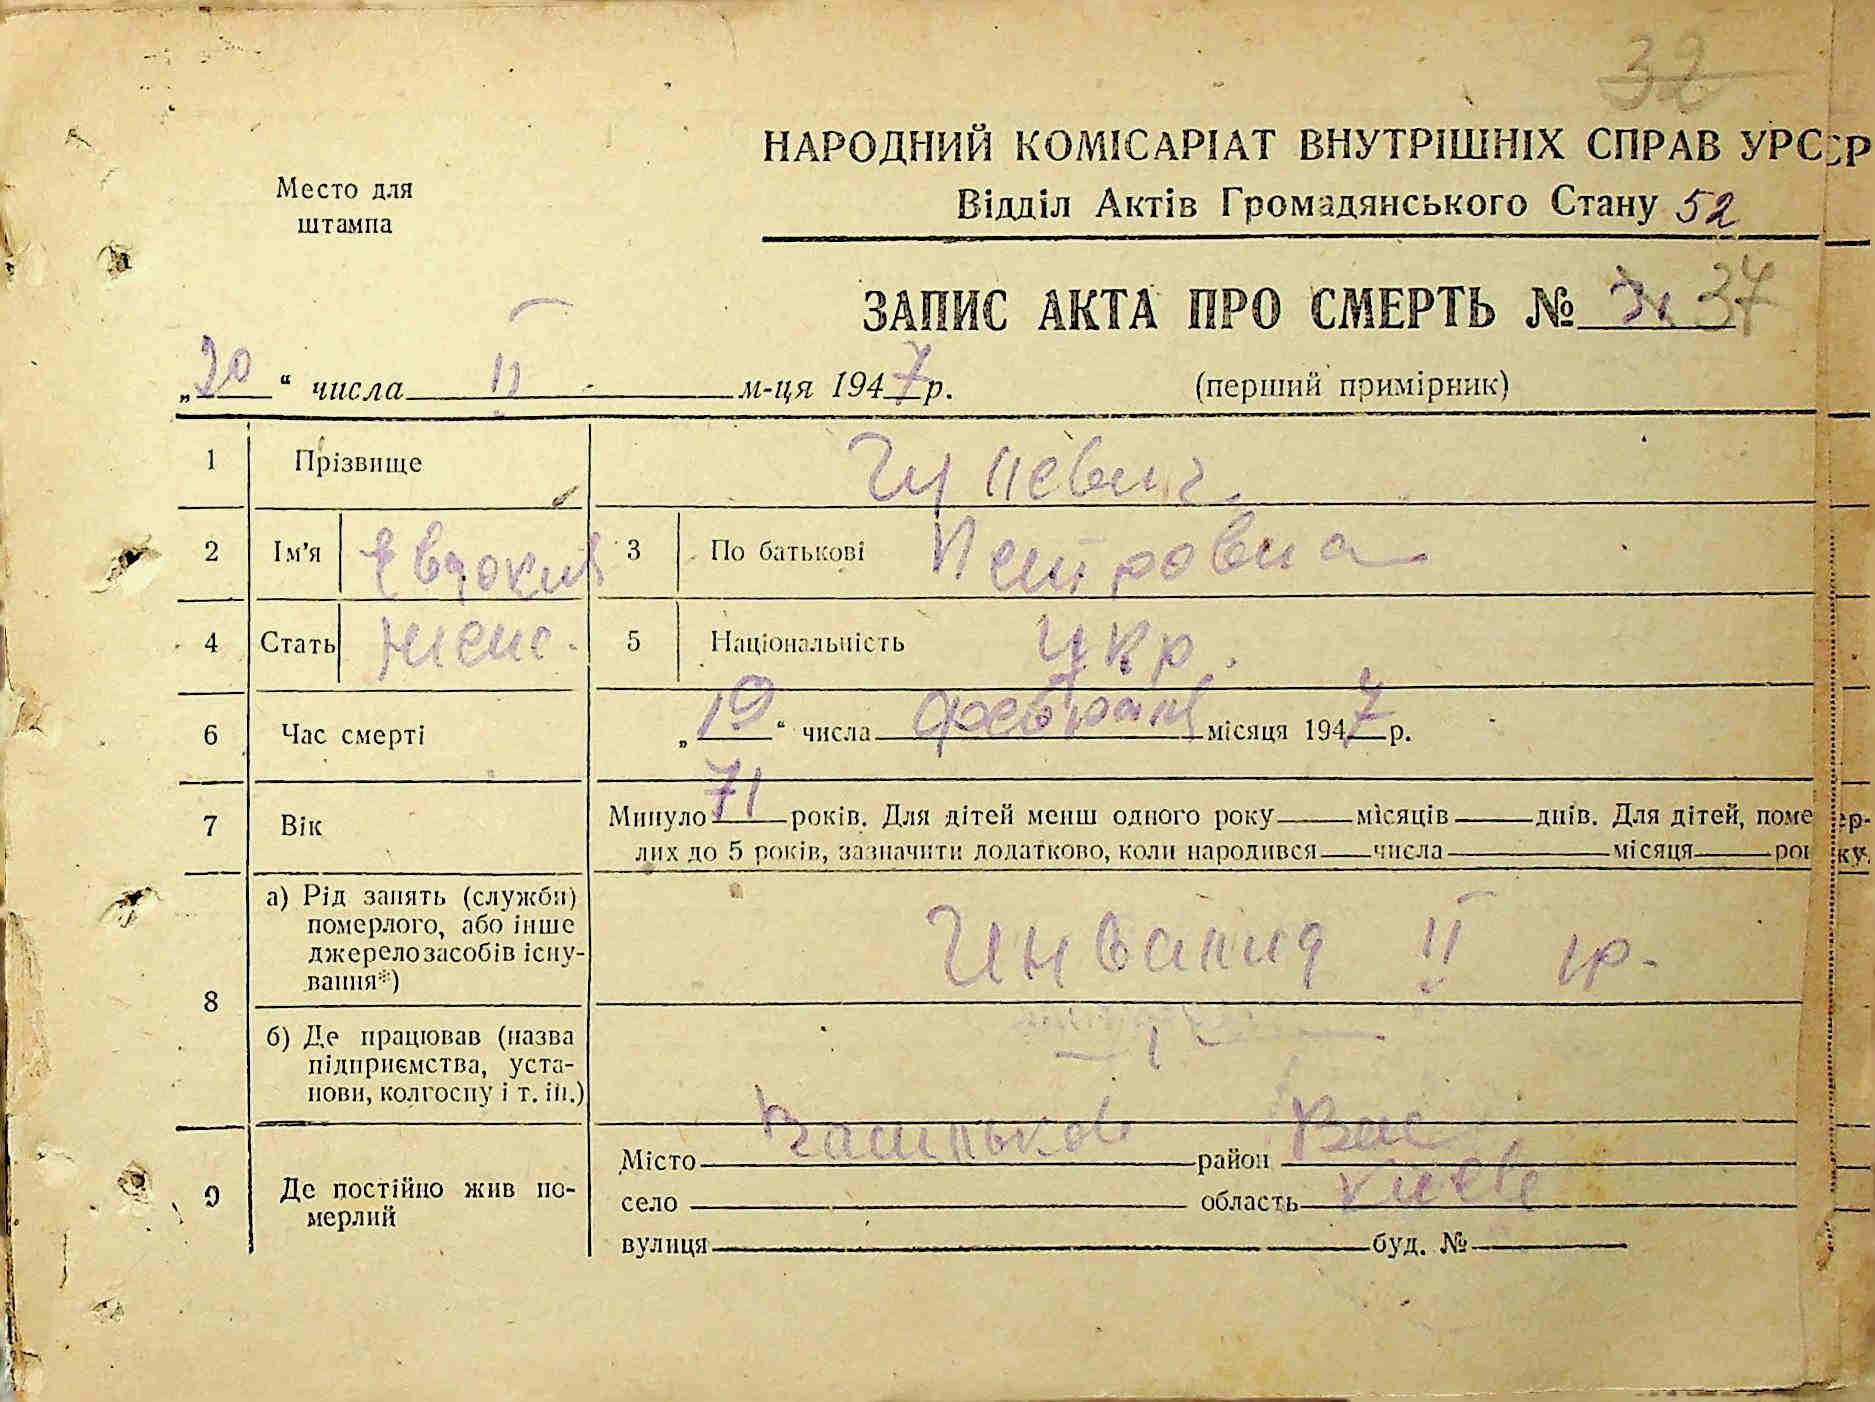 32
НАРОДНИЙ КОМІСАРІАТ ВНУТРІШНІХ СПРАВ УРСР
Место для штампа
Відділ Актів Громадянського Стану 52
ЗАПИС АКТА ПРО СМЕРТЬ № 37
„20“ числа II м-ця 1947 р. (перший примірник)
1 Прізвище
2 Ім'я Евдокия 3 По батькові Петровна
4 Стать женс. 5 Національність Укр.
6 Час смерті „19“ числа февраля місяця 1947 р.
7 Вік Минуло 71 років. Для дітей менш одного року місяців днів. Для дітей, помер-
лих до 5 років, зазначити додатково, коли народився числа місяця року.
8 а) Рід занять (служби) померлого, або інше джерело засобів існування*) Инвалид II гр.
б) Де працював (назва підприємства, установи, колгоспу і т. ін.)
9 Де постійно жив померлий
Місто Васильков район Вас
село область Киев
вулиця буд. №